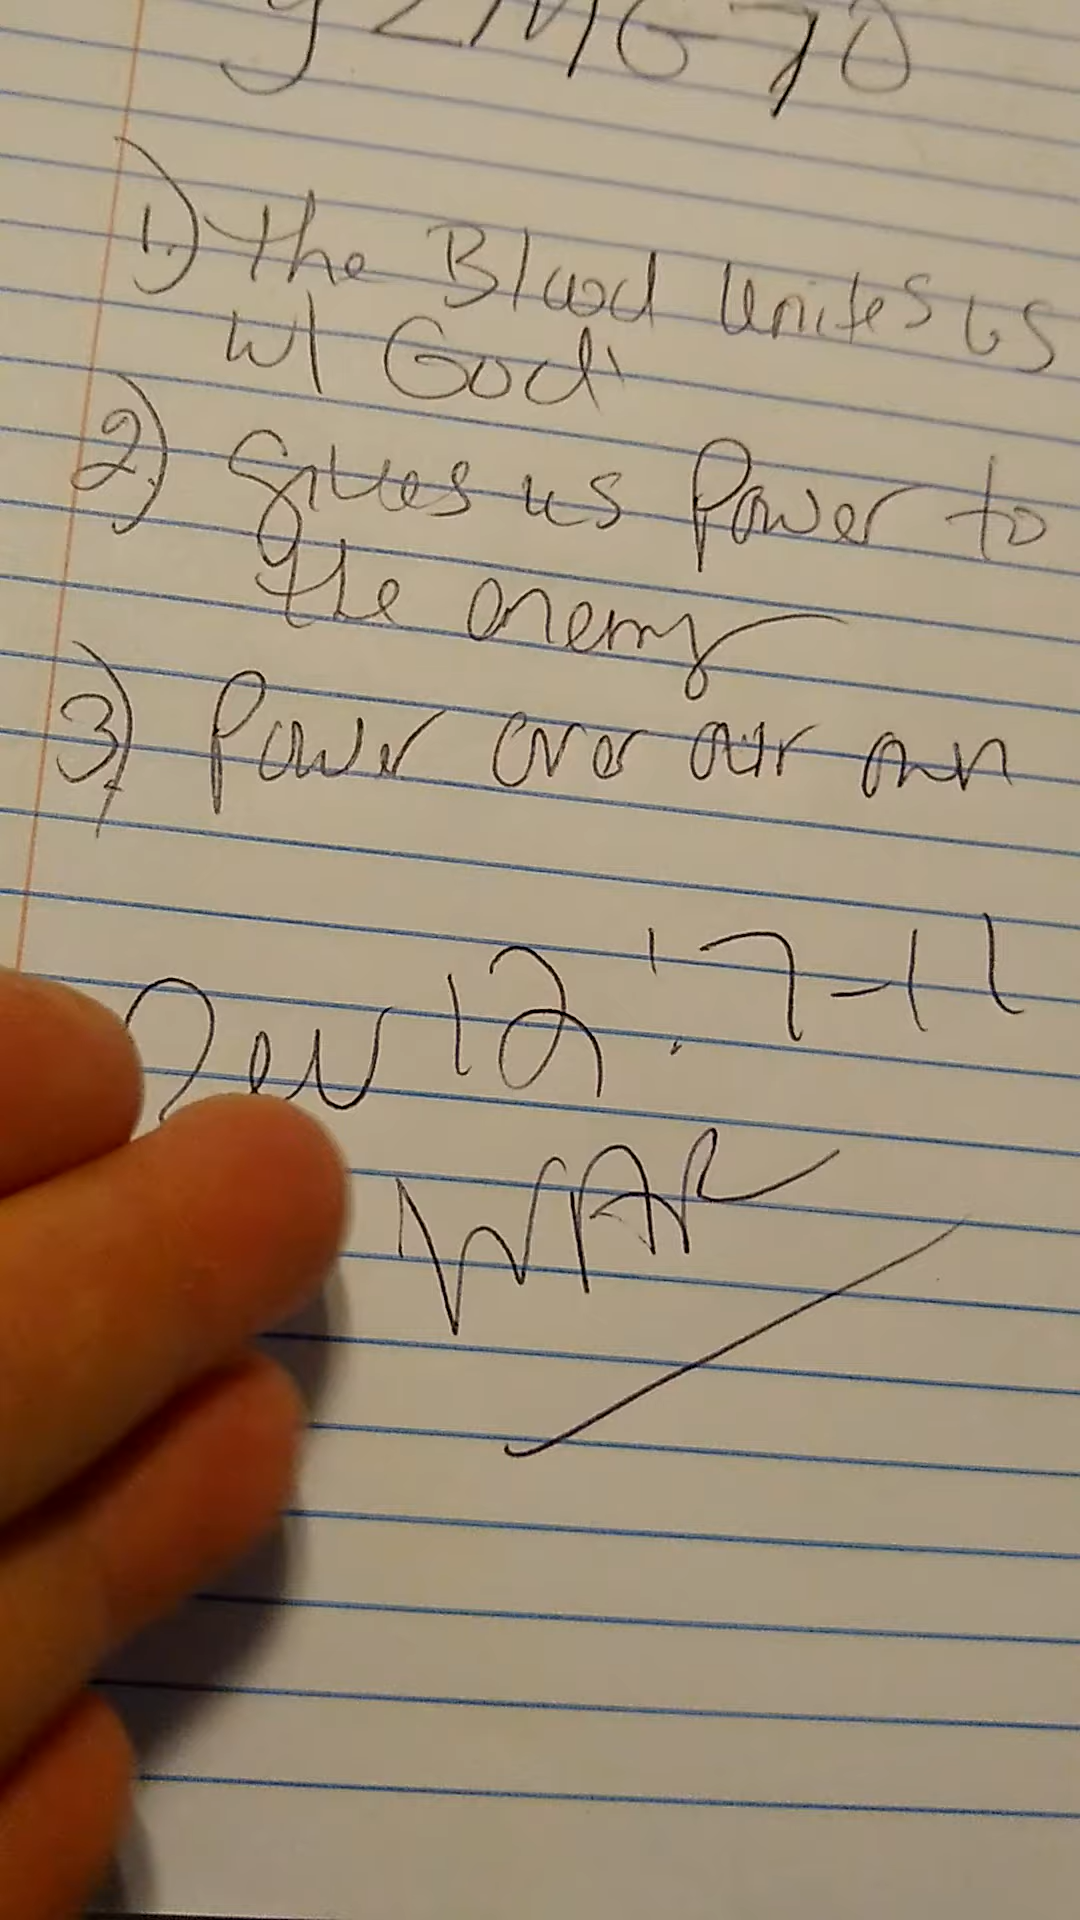 1.) the Blood Unites us
w/ God
2.) Gives us Power to
the enemy
3.) Power over our own
Rev 12:7-11
WAR